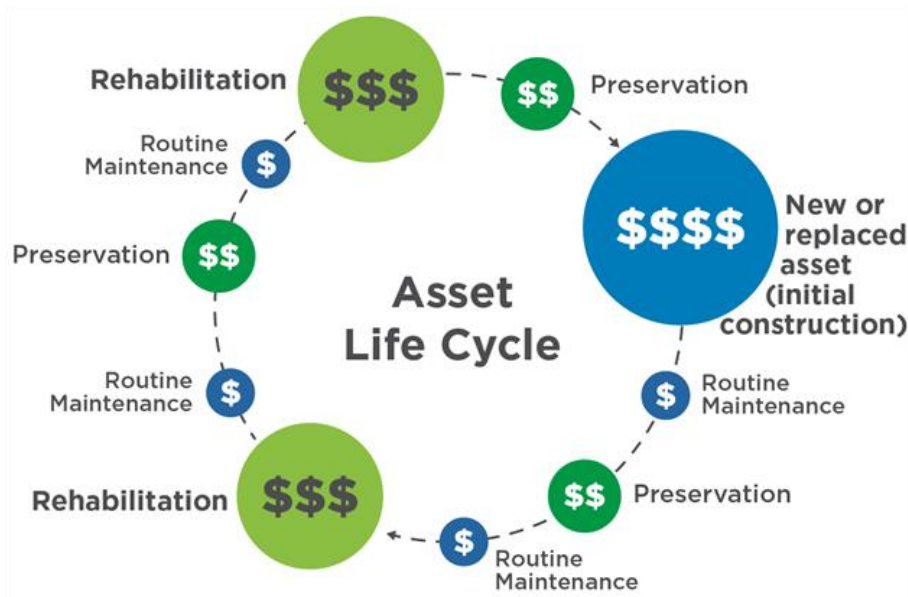 Rehabilitation
$$$
$$
Preservation
Routine
Maintenance
$
$$$$
New or
replaced
asset
(initial
construction)
Preservation
$$
Asset
Life Cycle
Routine
Maintenance
$
$
Routine
Maintenance
Rehabilitation
$$$
$$
Preservation
$
Routine
Maintenance